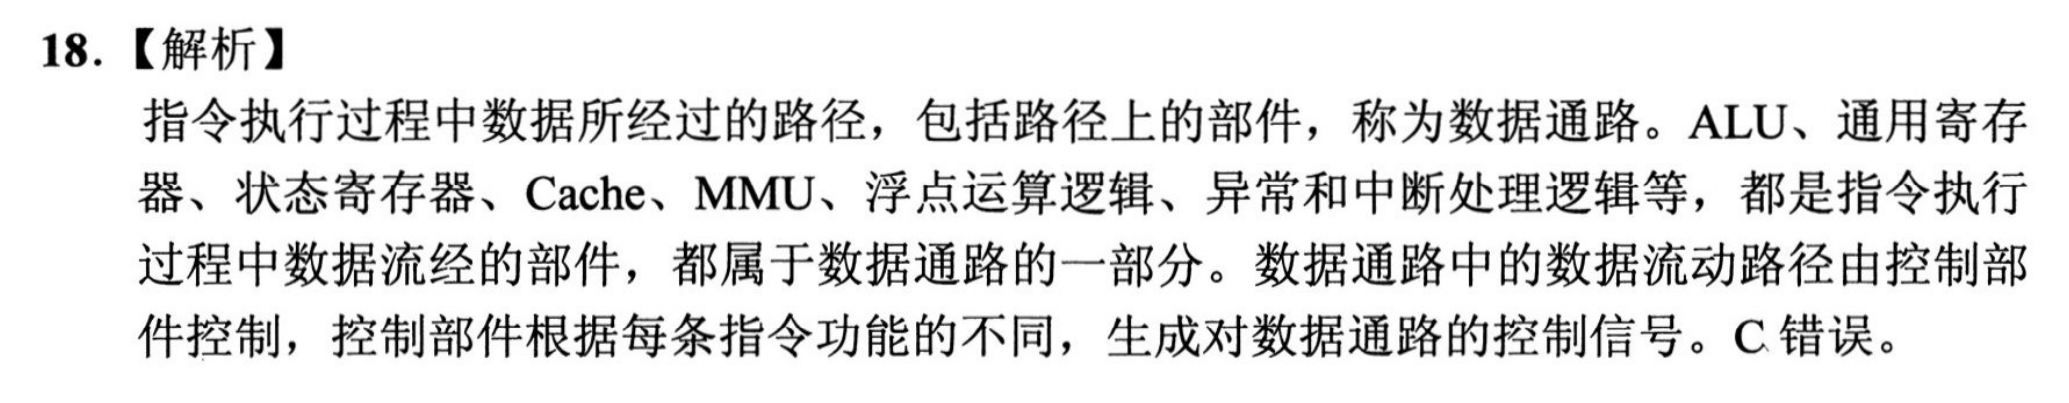 18.【解析】
指令执行过程中数据所经过的路径，包括路径上的部件，称为数据通路。ALU、通用寄存
器、状态寄存器、Cache、MMU、浮点运算逻辑、异常和中断处理逻辑等，都是指令执行
过程中数据流经的部件，都属于数据通路的一部分。数据通路中的数据流动路径由控制部
件控制，控制部件根据每条指令功能的不同，生成对数据通路的控制信号。C 错误。